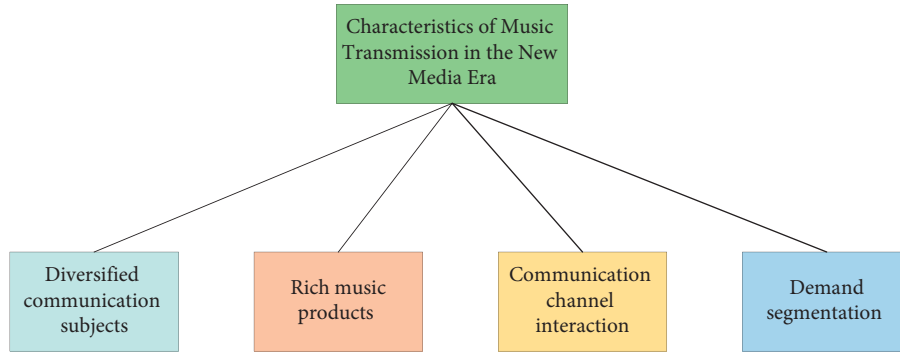 Characteristics of Music
Transmission in the New
Media Era
Diversified
communication
subjects
Rich music
products
Communication
channel
interaction
Demand
segmentation